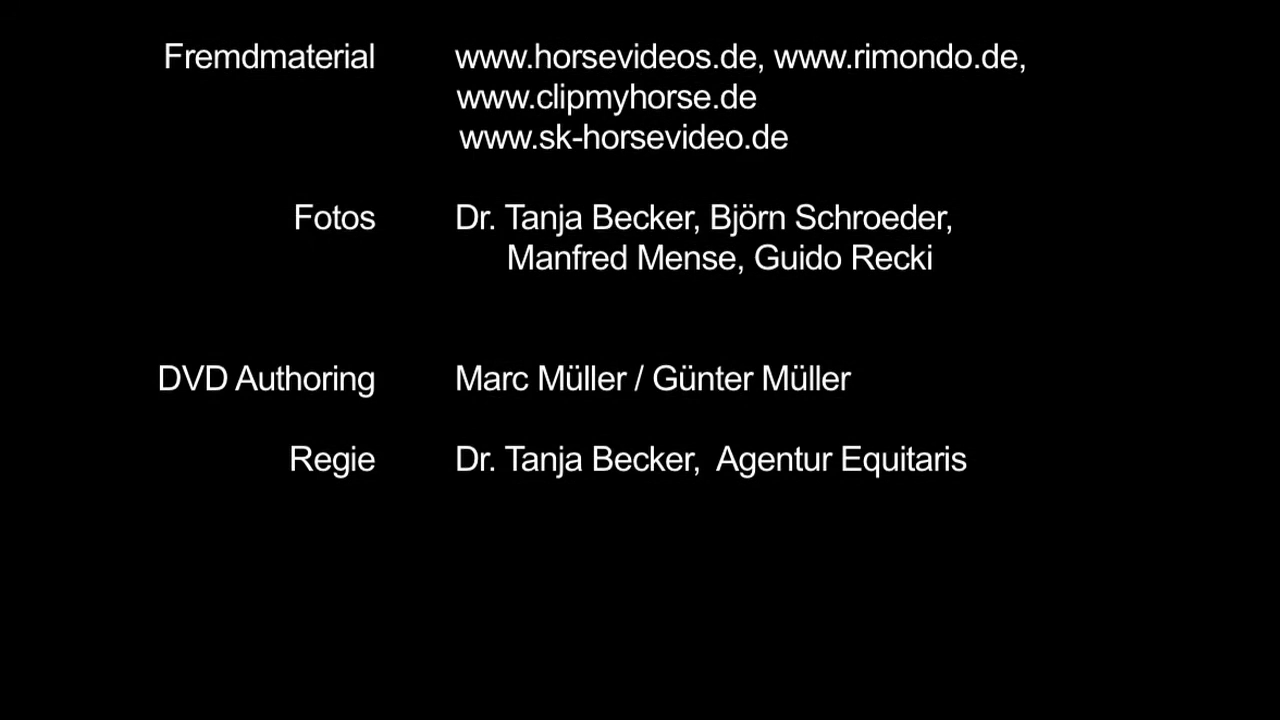 Fremdmaterial www.horsevideos.de, www.rimondo.de,
www.clipmyhorse.de
www.sk-horsevideo.de
Fotos Dr. Tanja Becker, Björn Schroeder,
Manfred Mense, Guido Recki
DVD Authoring Marc Müller / Günter Müller
Regie Dr. Tanja Becker, Agentur Equitaris